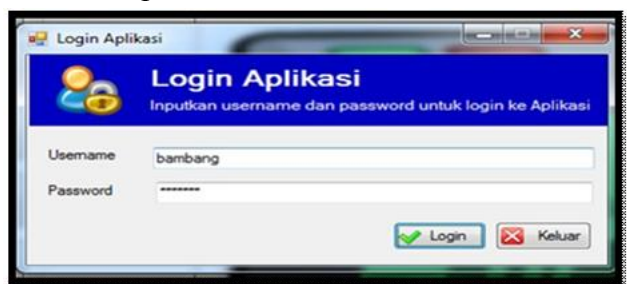 Login Aplikasi
Login Aplikasi
Inputkan username dan password untuk login ke Aplikasi
Username
bambang
Password
-------
Login
Keluar